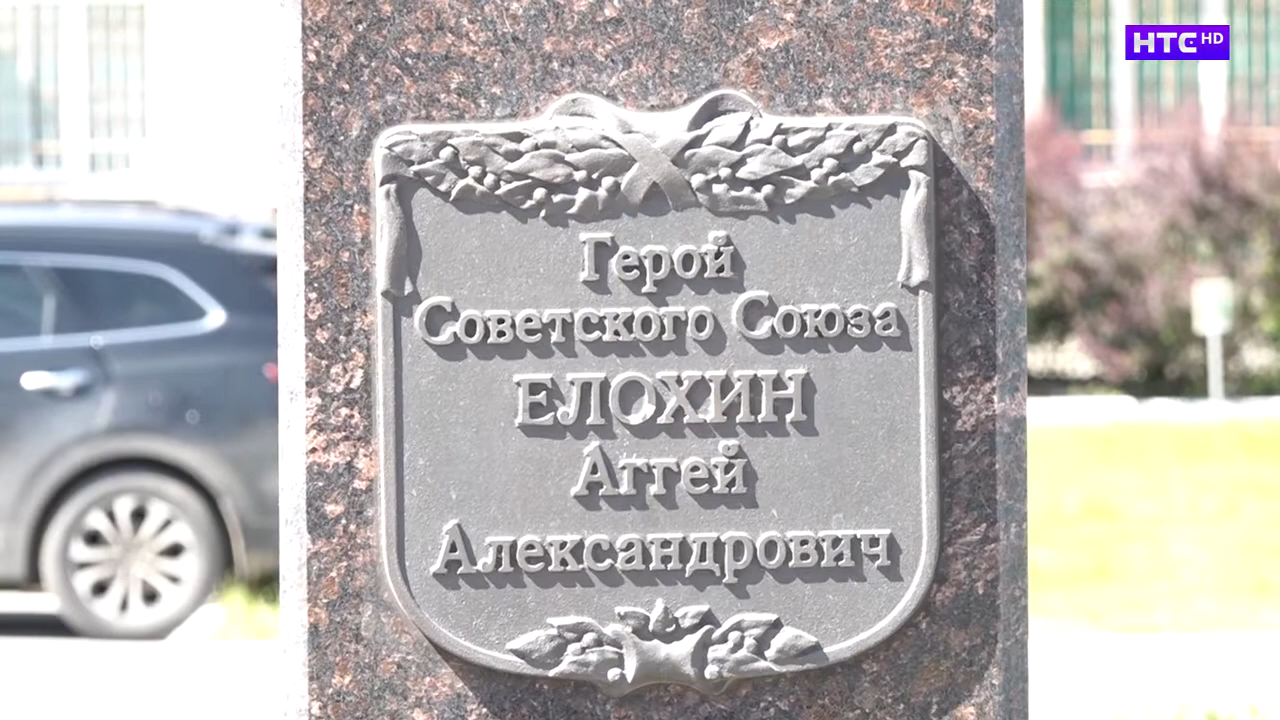 НТС HD
Герой
Советского Союза
ЕЛОХИН
Аггей
Александрович